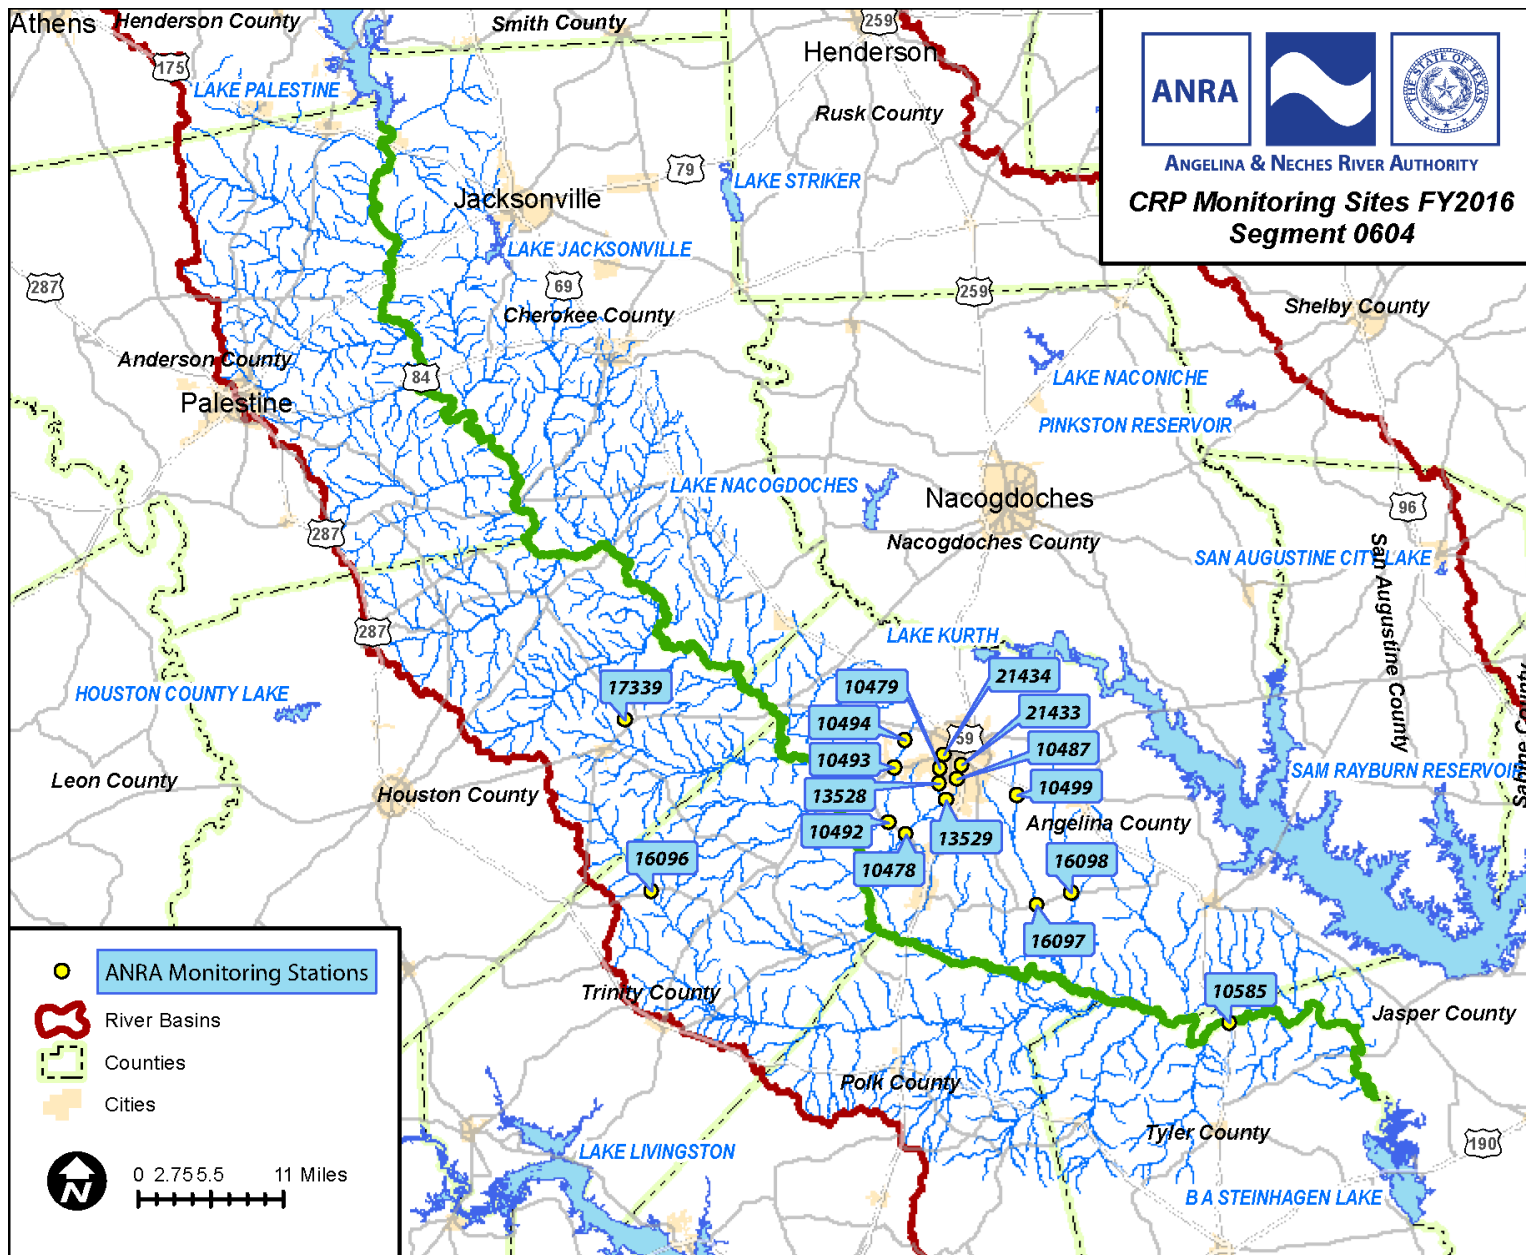 Athens
Henderson County
Smith County
259
Henderson
175
LAKE PALESTINE
Rusk County
79
LAKE STRIKER
Jacksonville
LAKE JACKSONVILLE
287
69
259
Cherokee County
Shelby County
Anderson County
84
LAKE NACONICHE
Palestine
PINKSTON RESERVOIR
LAKE NACOGDOCHES
Nacogdoches
96
287
Nacogdoches County
SAN AUGUSTINE CITY LAKE
San Augustine County
287
LAKE KURTH
HOUSTON COUNTY LAKE
17339
10479
21434
21433
10494
59
10493
10487
Sabine County
SAM RAYBURN RESERVOIR
Leon County
Houston County
13528
10499
10492
13529
Angelina County
16096
10478
16098
16097
Trinity County
10585
Jasper County
Polk County
Tyler County
190
LAKE LIVINGSTON
B A STEINHAGEN LAKE
ANRA
THE STATE OF TEXAS
ANGELINA & NECHES RIVER AUTHORITY
CRP Monitoring Sites FY2016
Segment 0604
ANRA Monitoring Stations
River Basins
Counties
Cities
N
0 2.75 5.5 11 Miles